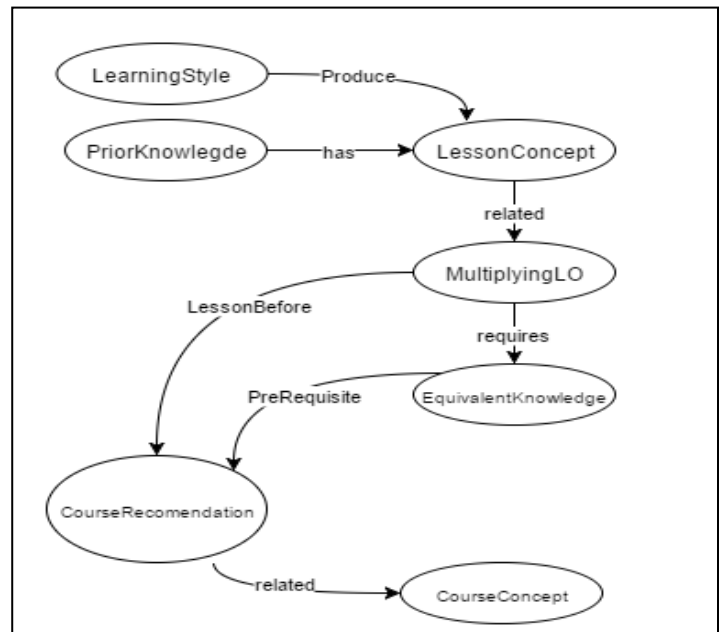 LearningStyle
Produce
PriorKnowlegde
has
LessonConcept
related
MultiplyingLO
LessonBefore
requires
PreRequisite
EquivalentKnowledge
CourseRecomendation
related
CourseConcept